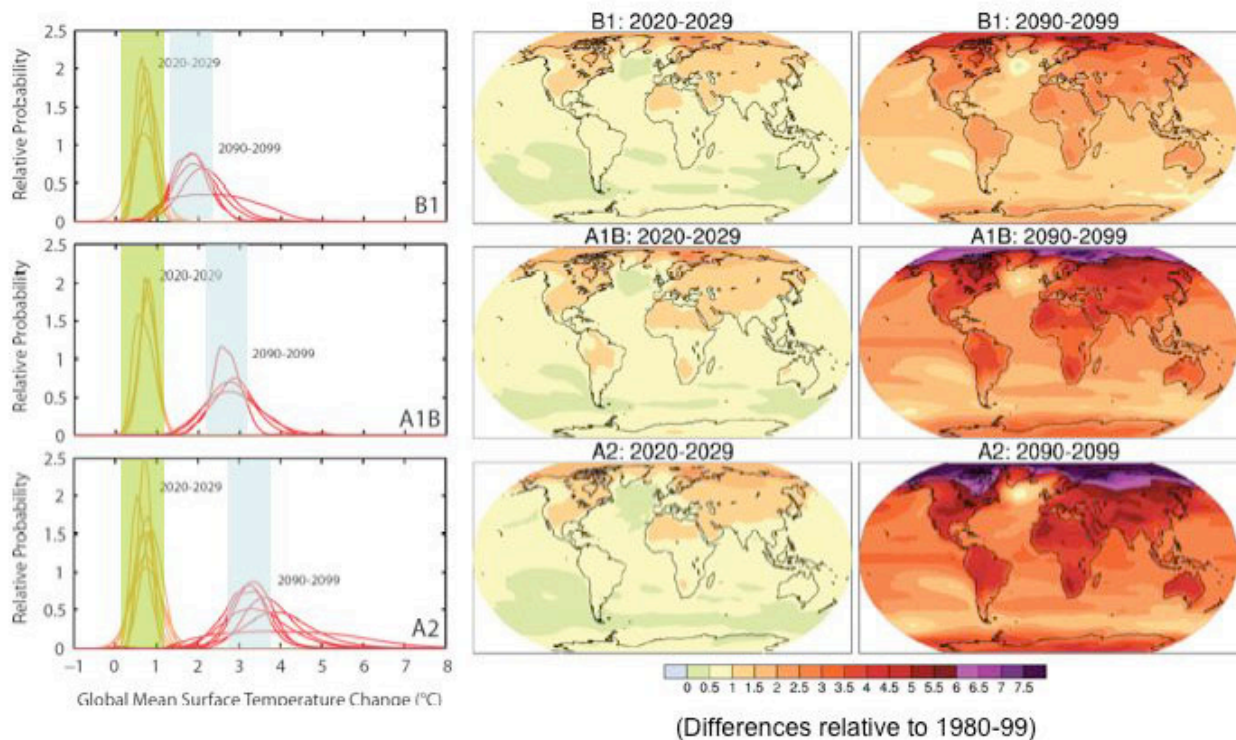 B1: 2020-2029
B1: 2090-2099
Relative Probability
2.5
2
1.5
1
0.5
0
2020-2029
2090-2099
B1
A1B: 2020-2029
A1B: 2090-2099
Relative Probability
2.5
2
1.5
1
0.5
0
2020-2029
2090-2099
A1B
A2: 2020-2029
A2: 2090-2099
Relative Probability
2.5
2
1.5
1
0.5
0
2020-2029
2090-2099
A2
−1 0 1 2 3 4 5 6 7 8
Global Mean Surface Temperature Change (°C)
0 0.5 1 1.5 2 2.5 3 3.5 4 4.5 5 5.5 6 6.5 7 7.5
(Differences relative to 1980-99)